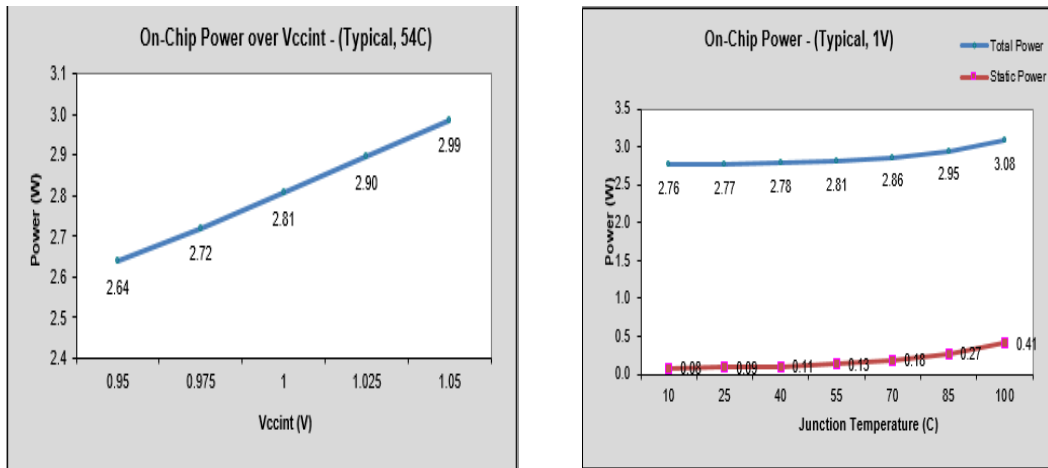 On-Chip Power over Vccint - (Typical, 54C)
3.1
3.0
2.9
2.8
2.7
2.6
2.5
2.4
Power (W)
2.64
2.72
2.81
2.90
2.99
0.95 0.975 1 1.025 1.05
Vccint (V)
On-Chip Power - (Typical, 1V)
Total Power
Static Power
3.5
3.0
2.5
2.0
1.5
1.0
0.5
0.0
Power (W)
2.76 2.77 2.78 2.81 2.86 2.95 3.08
0.08 0.09 0.11 0.13 0.18 0.27 0.41
10 25 40 55 70 85 100
Junction Temperature (C)